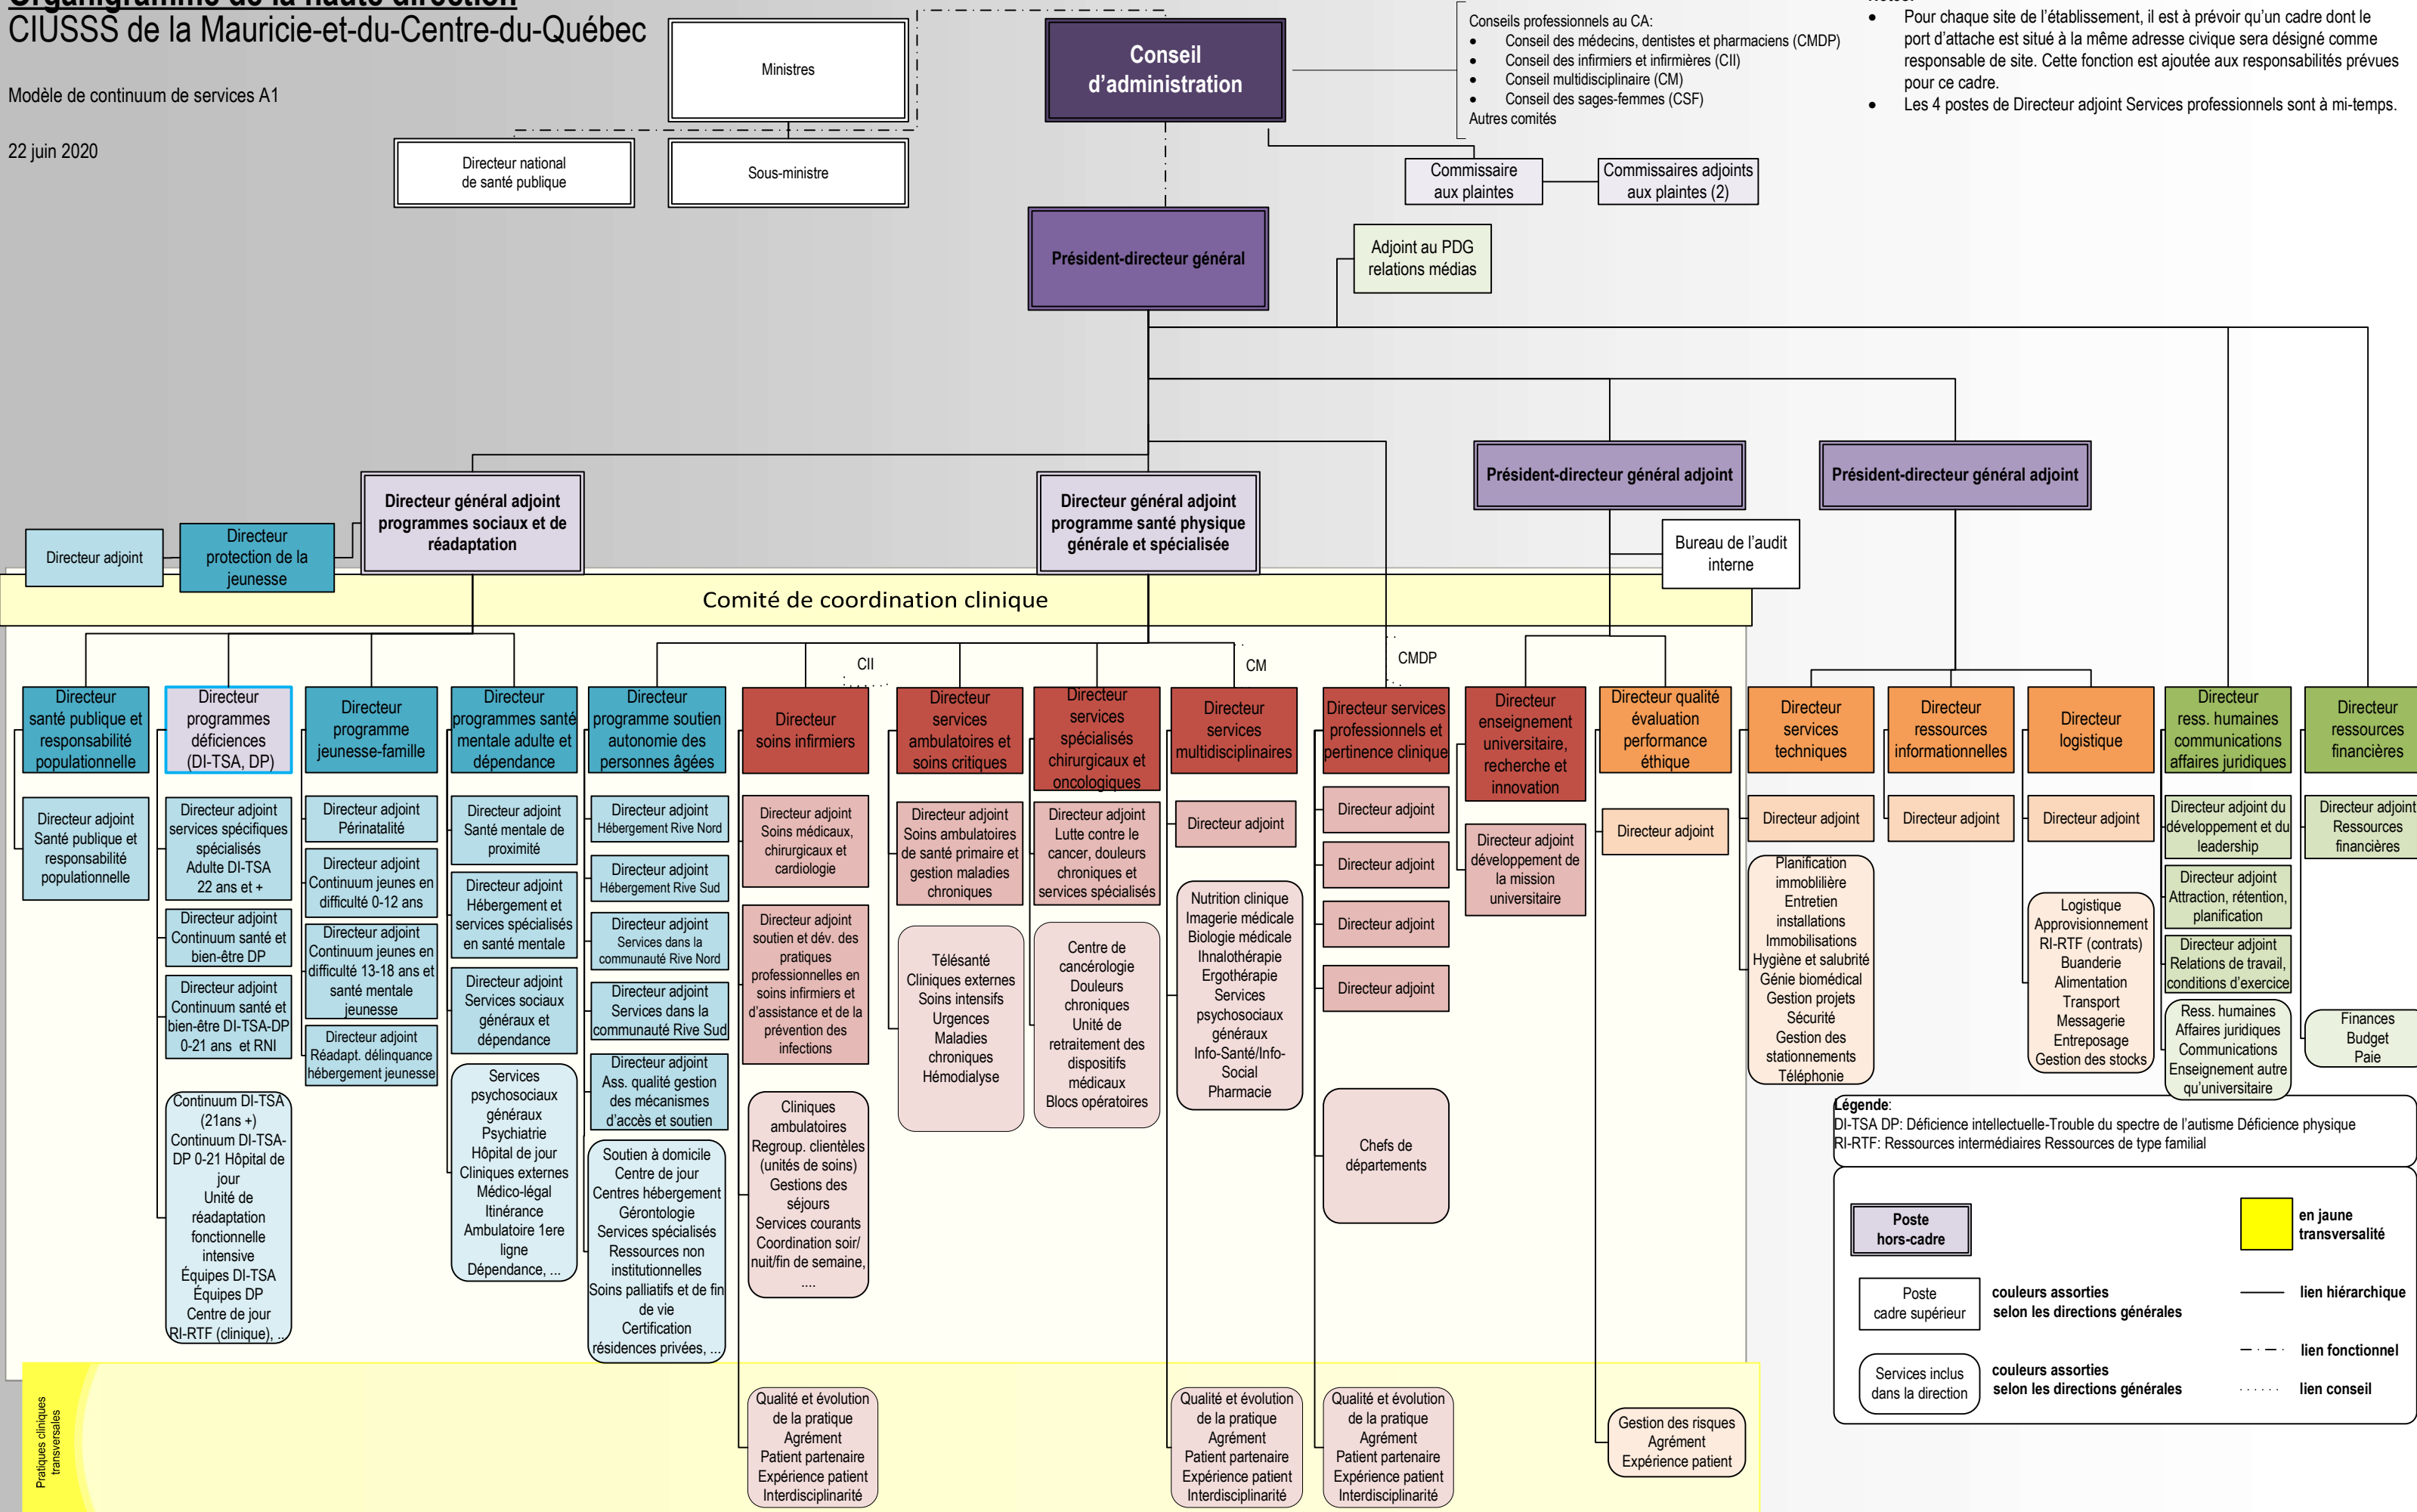 Organigramme de la haute direction
CIUSSS de la Mauricie-et-du-Centre-du-Québec
Modèle de continuum de services A1
22 juin 2020
Ministres
Directeur national
de santé publique
Sous-ministre
Conseil
d'administration
Conseils professionnels au CA:
• Conseil des médecins, dentistes et pharmaciens (CMDP)
• Conseil des infirmiers et infirmières (CII)
• Conseil multidisciplinaire (CM)
• Conseil des sages-femmes (CSF)
Autres comités
Notes:
• Pour chaque site de l'établissement, il est à prévoir qu'un cadre dont le
port d'attache est situé à la même adresse civique sera désigné comme
responsable de site. Cette fonction est ajoutée aux responsabilités prévues
pour ce cadre.
• Les 4 postes de Directeur adjoint Services professionnels sont à mi-temps.
Commissaire
aux plaintes
Commissaires adjoints
aux plaintes (2)
Président-directeur général
Adjoint au PDG
relations médias
Directeur général adjoint
programmes sociaux et de
réadaptation
Directeur général adjoint
programme santé physique
générale et spécialisée
Président-directeur général adjoint
Président-directeur général adjoint
Directeur adjoint
Directeur
protection de la
jeunesse
Bureau de l'audit
interne
Comité de coordination clinique
CII
CM
CMDP
Directeur
santé publique et
responsabilité
populationnelle
Directeur adjoint
Santé publique et
responsabilité
populationnelle
Directeur
programmes
déficiences
(DI-TSA, DP)
Directeur adjoint
services spécifiques
spécialisés
Adulte DI-TSA
22 ans et +
Directeur adjoint
Continuum santé et
bien-être DP
Directeur adjoint
Continuum santé et
bien-être DI-TSA-DP
0-21 ans et RNI
Continuum DI-TSA
(21ans +)
Continuum DI-TSA-
DP 0-21 Hôpital de
jour
Unité de
réadaptation
fonctionnelle
intensive
Équipes DI-TSA
Équipes DP
Centre de jour
RI-RTF (clinique), ...
Directeur
programme
jeunesse-famille
Directeur adjoint
Périnatalité
Directeur adjoint
Continuum jeunes en
difficulté 0-12 ans
Directeur adjoint
Continuum jeunes en
difficulté 13-18 ans et
santé mentale
jeunesse
Directeur adjoint
Réadapt. délinquance
hébergement jeunesse
Directeur
programmes santé
mentale adulte et
dépendance
Directeur adjoint
Santé mentale de
proximité
Directeur adjoint
Hébergement et
services spécialisés
en santé mentale
Directeur adjoint
Services sociaux
généraux et
dépendance
Services
psychosociaux
généraux
Psychiatrie
Hôpital de jour
Cliniques externes
Médico-légal
Itinérance
Ambulatoire 1ere
ligne
Dépendance, ...
Directeur
programme soutien
autonomie des
personnes âgées
Directeur adjoint
Hébergement Rive Nord
Directeur adjoint
Hébergement Rive Sud
Directeur adjoint
Services dans la
communauté Rive Nord
Directeur adjoint
Services dans la
communauté Rive Sud
Directeur adjoint
Ass. qualité gestion
des mécanismes
d'accès et soutien
Soutien à domicile
Centre de jour
Centres hébergement
Gérontologie
Services spécialisés
Ressources non
institutionnelles
Soins palliatifs et de fin
de vie
Certification
résidences privées, ...
Directeur
soins infirmiers
Directeur adjoint
Soins médicaux,
chirurgicaux et
cardiologie
Directeur adjoint
soutien et dév. des
pratiques
professionnelles en
soins infirmiers et
d'assistance et de la
prévention des
infections
Cliniques
ambulatoires
Regroup. clientèles
(unités de soins)
Gestions des
séjours
Services courants
Coordination soir/
nuit/fin de semaine,
....
Directeur
services
ambulatoires et
soins critiques
Directeur adjoint
Soins ambulatoires
de santé primaire et
gestion maladies
chroniques
Télésanté
Cliniques externes
Soins intensifs
Urgences
Maladies
chroniques
Hémodialyse
Directeur
services
spécialisés
chirurgicaux et
oncologiques
Directeur adjoint
Lutte contre le
cancer, douleurs
chroniques et
services spécialisés
Centre de
cancérologie
Douleurs
chroniques
Unité de
retraitement des
dispositifs
médicaux
Blocs opératoires
Directeur
services
multidisciplinaires
Directeur adjoint
Nutrition clinique
Imagerie médicale
Biologie médicale
Ihnalothérapie
Ergothérapie
Services
psychosociaux
généraux
Info-Santé/Info-
Social
Pharmacie
Directeur services
professionnels et
pertinence clinique
Directeur adjoint
Directeur adjoint
Directeur adjoint
Directeur adjoint
Chefs de
départements
Directeur
enseignement
universitaire,
recherche et
innovation
Directeur adjoint
développement de
la mission
universitaire
Directeur qualité
évaluation
performance
éthique
Directeur adjoint
Directeur
services
techniques
Directeur adjoint
Planification
immoblilière
Entretien
installations
Immobilisations
Hygiène et salubrité
Génie biomédical
Gestion projets
Sécurité
Gestion des
stationnements
Téléphonie
Directeur
ressources
informationnelles
Directeur adjoint
Directeur
logistique
Directeur adjoint
Logistique
Approvisionnement
RI-RTF (contrats)
Buanderie
Alimentation
Transport
Messagerie
Entreposage
Gestion des stocks
Directeur
ress. humaines
communications
affaires juridiques
Directeur adjoint du
développement et du
leadership
Directeur adjoint
Attraction, rétention,
planification
Directeur adjoint
Relations de travail,
conditions d'exercice
Ress. humaines
Affaires juridiques
Communications
Enseignement autre
qu'universitaire
Directeur
ressources
financières
Directeur adjoint
Ressources
financières
Finances
Budget
Paie
Pratiques cliniques
transversales
Qualité et évolution
de la pratique
Agrément
Patient partenaire
Expérience patient
Interdisciplinarité
Qualité et évolution
de la pratique
Agrément
Patient partenaire
Expérience patient
Interdisciplinarité
Qualité et évolution
de la pratique
Agrément
Patient partenaire
Expérience patient
Interdisciplinarité
Gestion des risques
Agrément
Expérience patient
Légende:
DI-TSA DP: Déficience intellectuelle-Trouble du spectre de l'autisme Déficience physique
RI-RTF: Ressources intermédiaires Ressources de type familial
Poste
hors-cadre
en jaune
transversalité
Poste
cadre supérieur
couleurs assorties
selon les directions générales
lien hiérarchique
lien fonctionnel
Services inclus
dans la direction
couleurs assorties
selon les directions générales
lien conseil